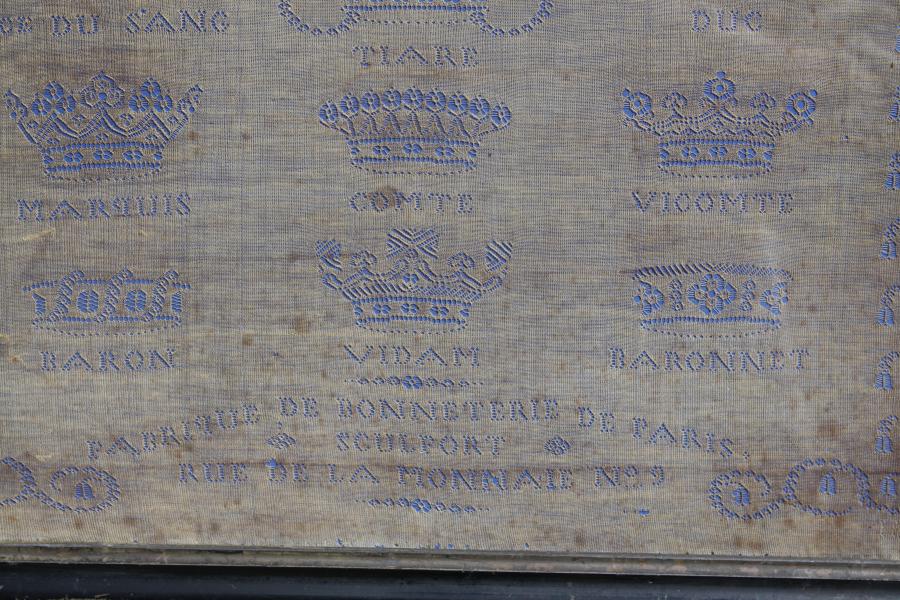 DU SANG
DUC
TIARE
MARQUIS
COMTE
VICOMTE
BARON
VIDAM
BARONNET
FABRIQUE DE BONNETERIE DE PARIS,
SCULFORT
RUE DE LA MONNAIE No. 9